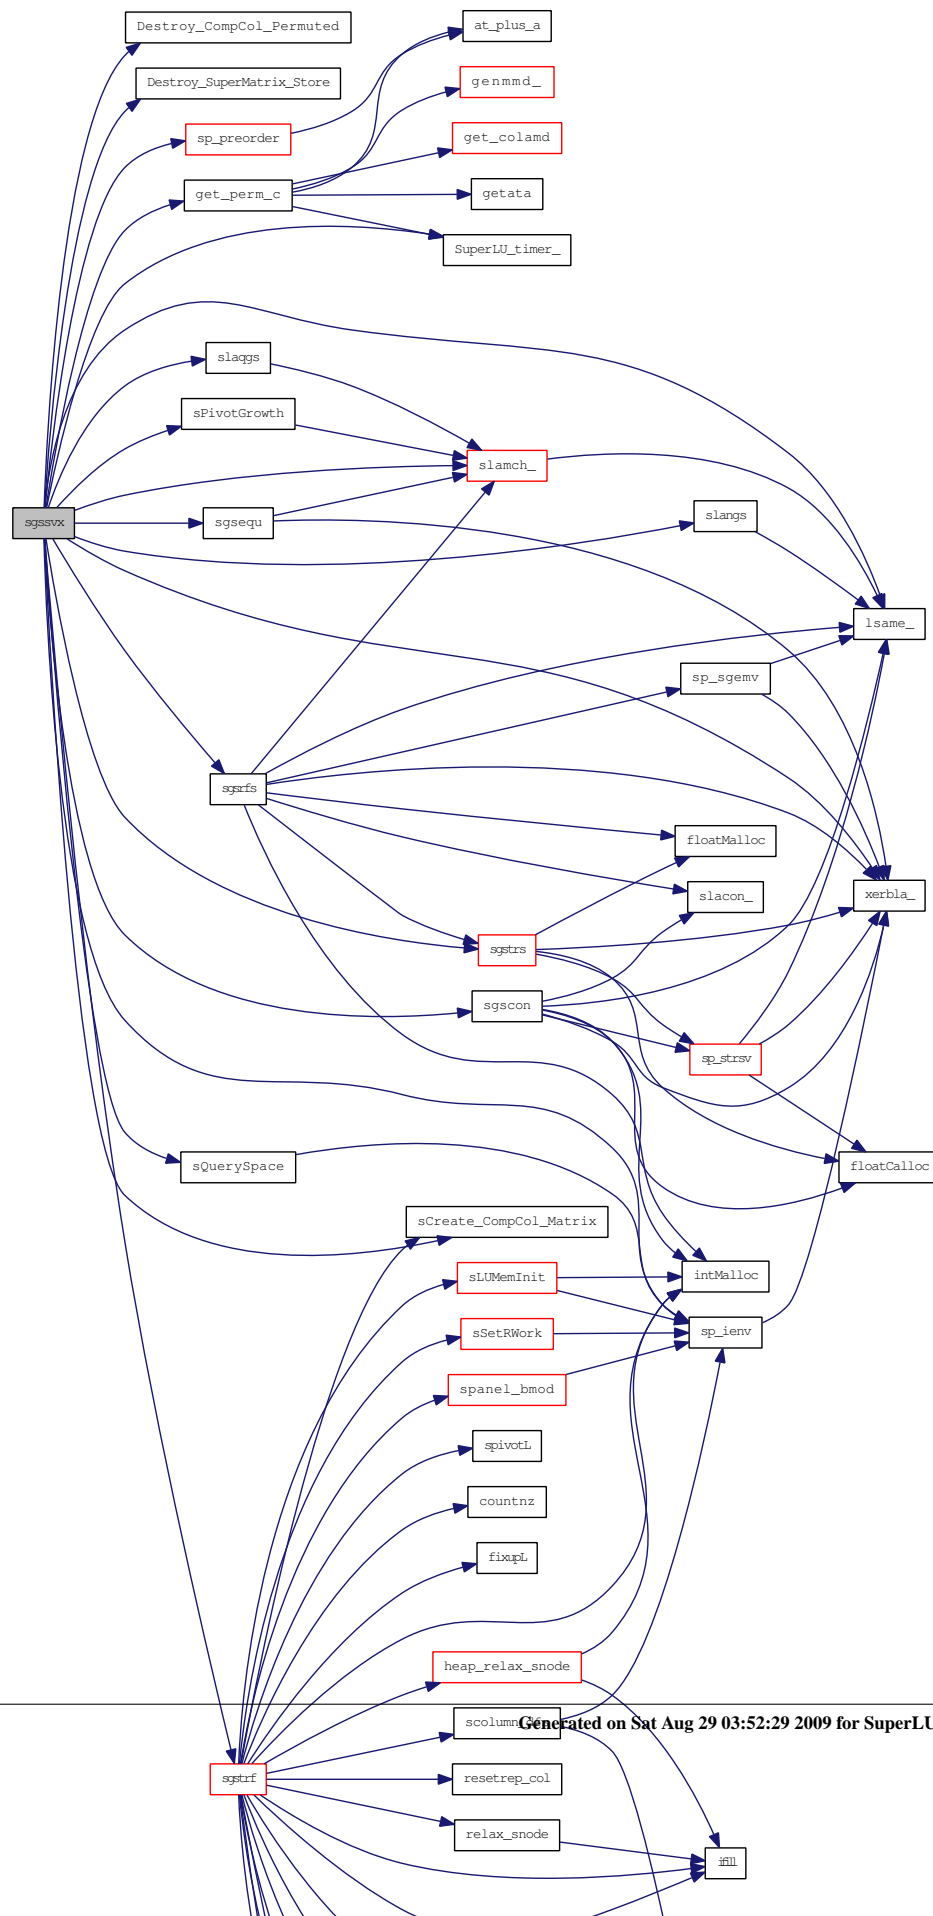 Destroy_CompCol_Permuted
at_plus_a
Destroy_SuperMatrix_Store
genmmd_
sp_preorder
get_colamd
get_perm_c
getata
SuperLU_timer_
slaqgs
sPivotGrowth
slamch_
sgssvx
sgsequ
slangs
lsame_
sp_sgemv
sgsrfs
floatMalloc
slacon_
xerbla_
sgstrs
sgscon
sp_strsv
sQuerySpace
floatCalloc
sCreate_CompCol_Matrix
sLUMemInit
intMalloc
sSetRWork
sp_ienv
spanel_bmod
spivotL
countnz
fixupL
heap_relax_snode
Generated on Sat Aug 29 03:52:29 2009 for SuperLU
sgstrf
resetrep_col
relax_snode
ifill